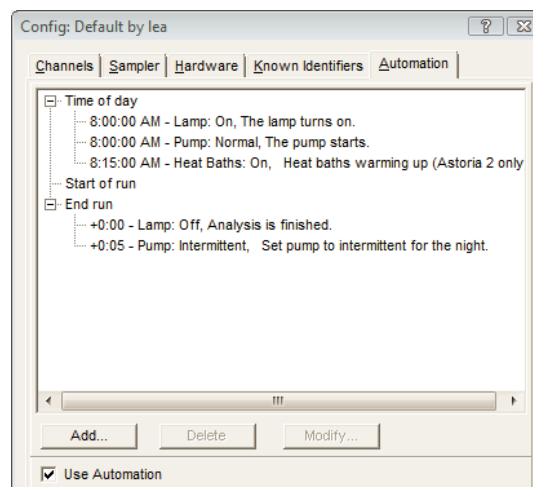 Config: Default by lea
Channels Sampler Hardware Known Identifiers Automation
Time of day
8:00:00 AM - Lamp: On, The lamp turns on.
8:00:00 AM - Pump: Normal, The pump starts.
8:15:00 AM - Heat Baths: On, Heat baths warming up (Astoria 2 only
Start of run
End run
+0:00 - Lamp: Off, Analysis is finished.
+0:05 - Pump: Intermittent, Set pump to intermittent for the night.
Add... Delete Modify...
Use Automation